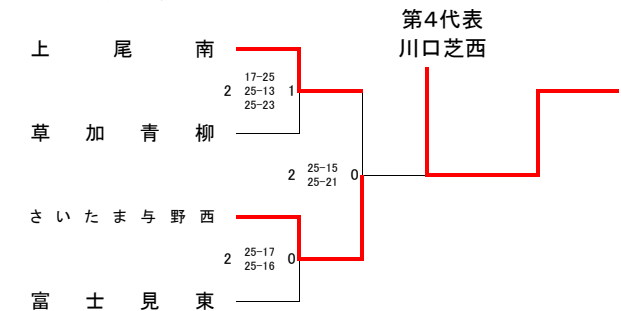 第4代表
川口芝西
上尾南
17-25
2 25-13 1
25-23
草加青柳
2 25-15 0
25-21
さいたま与野西
2 25-17 0
25-16
富士見東